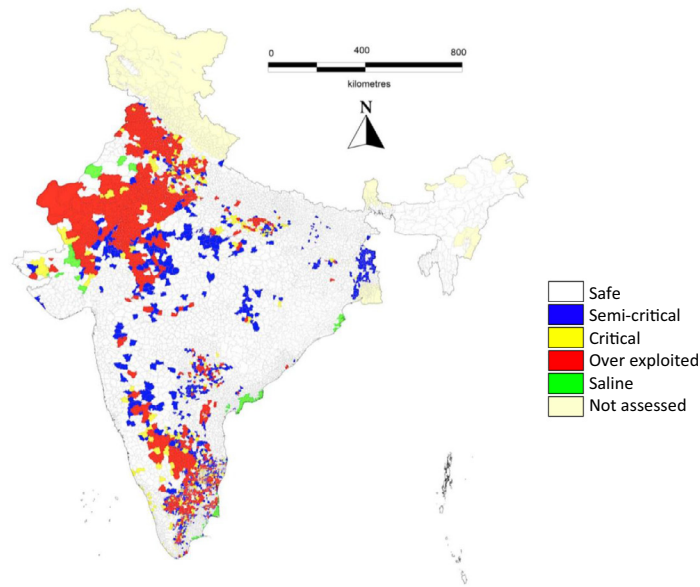 0 400 800
kilometres
N
Safe
Semi-critical
Critical
Over exploited
Saline
Not assessed